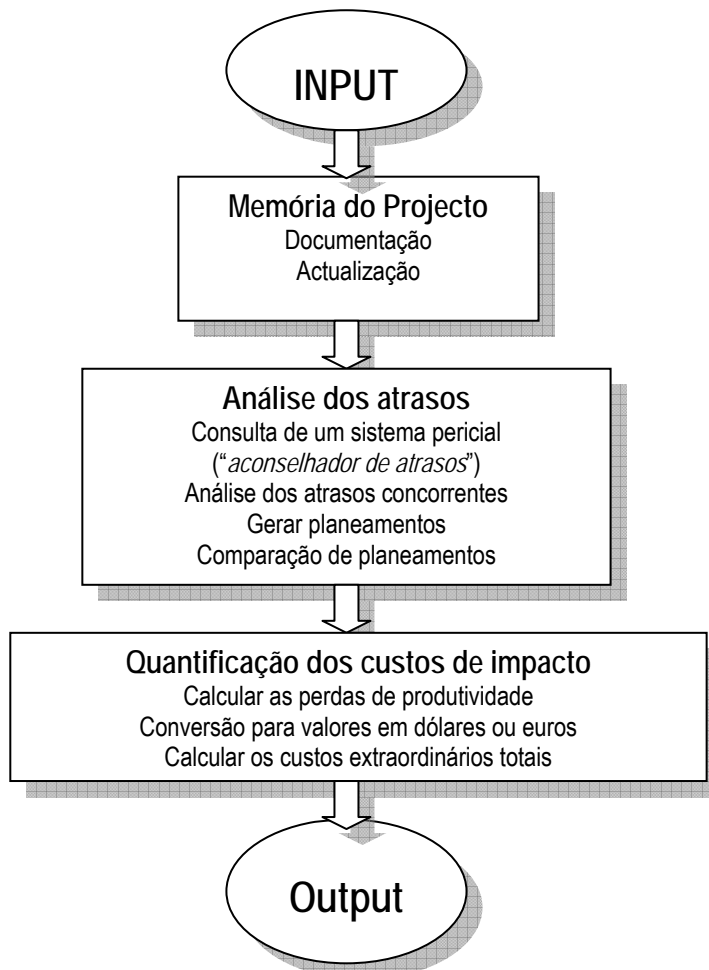 INPUT
Memória do Projecto
Documentação
Actualização
Análise dos atrasos
Consulta de um sistema pericial
(“aconselhador de atrasos”)
Análise dos atrasos concorrentes
Gerar planeamentos
Comparação de planeamentos
Quantificação dos custos de impacto
Calcular as perdas de produtividade
Conversão para valores em dólares ou euros
Calcular os custos extraordinários totais
Output